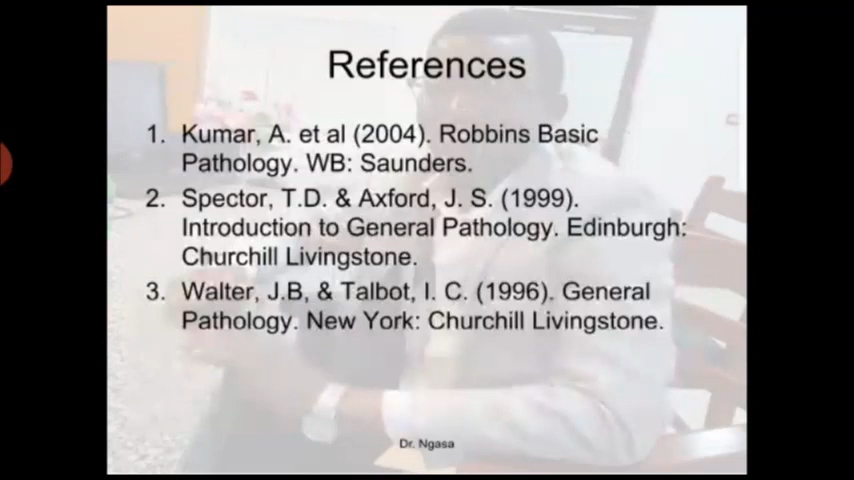 References
1. Kumar, A. et al (2004). Robbins Basic
Pathology. WB: Saunders.
2. Spector, T.D. & Axford, J. S. (1999).
Introduction to General Pathology. Edinburgh:
Churchill Livingstone.
3. Walter, J.B, & Talbot, I. C. (1996). General
Pathology. New York: Churchill Livingstone.
Dr. Ngasa